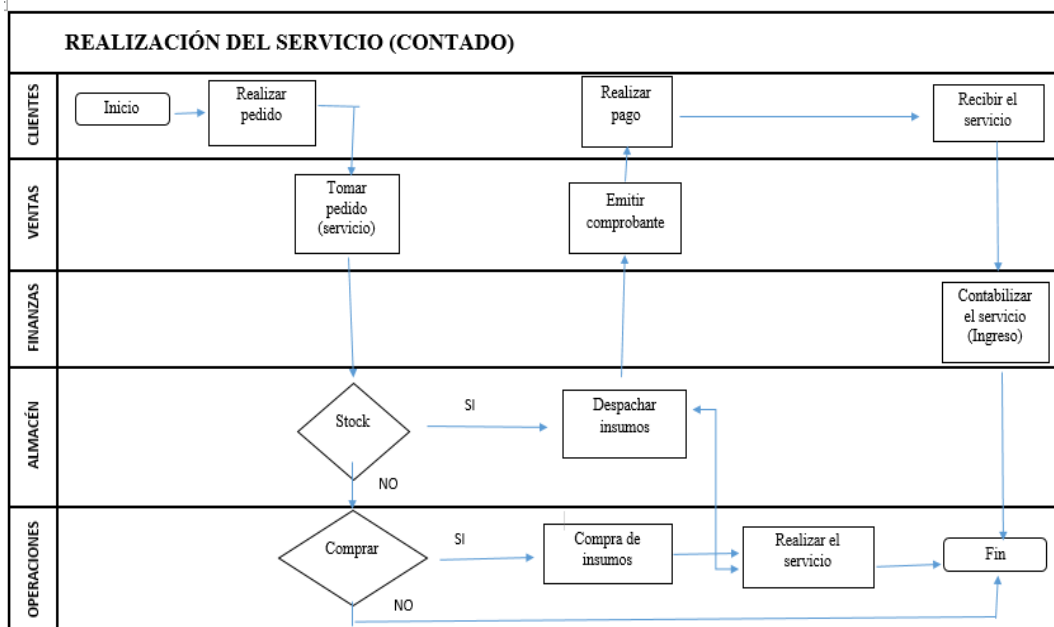 REALIZACIÓN DEL SERVICIO (CONTADO)
CLIENTES
Inicio
Realizar
pedido
Realizar
pago
Recibir el
servicio
VENTAS
Tomar
pedido
(servicio)
Emitir
comprobante
FINANZAS
Contabilizar
el servicio
(Ingreso)
ALMACÉN
Stock
SI
Despachar
insumos
NO
OPERACIONES
Comprar
SI
Compra de
insumos
Realizar el
servicio
Fin
NO